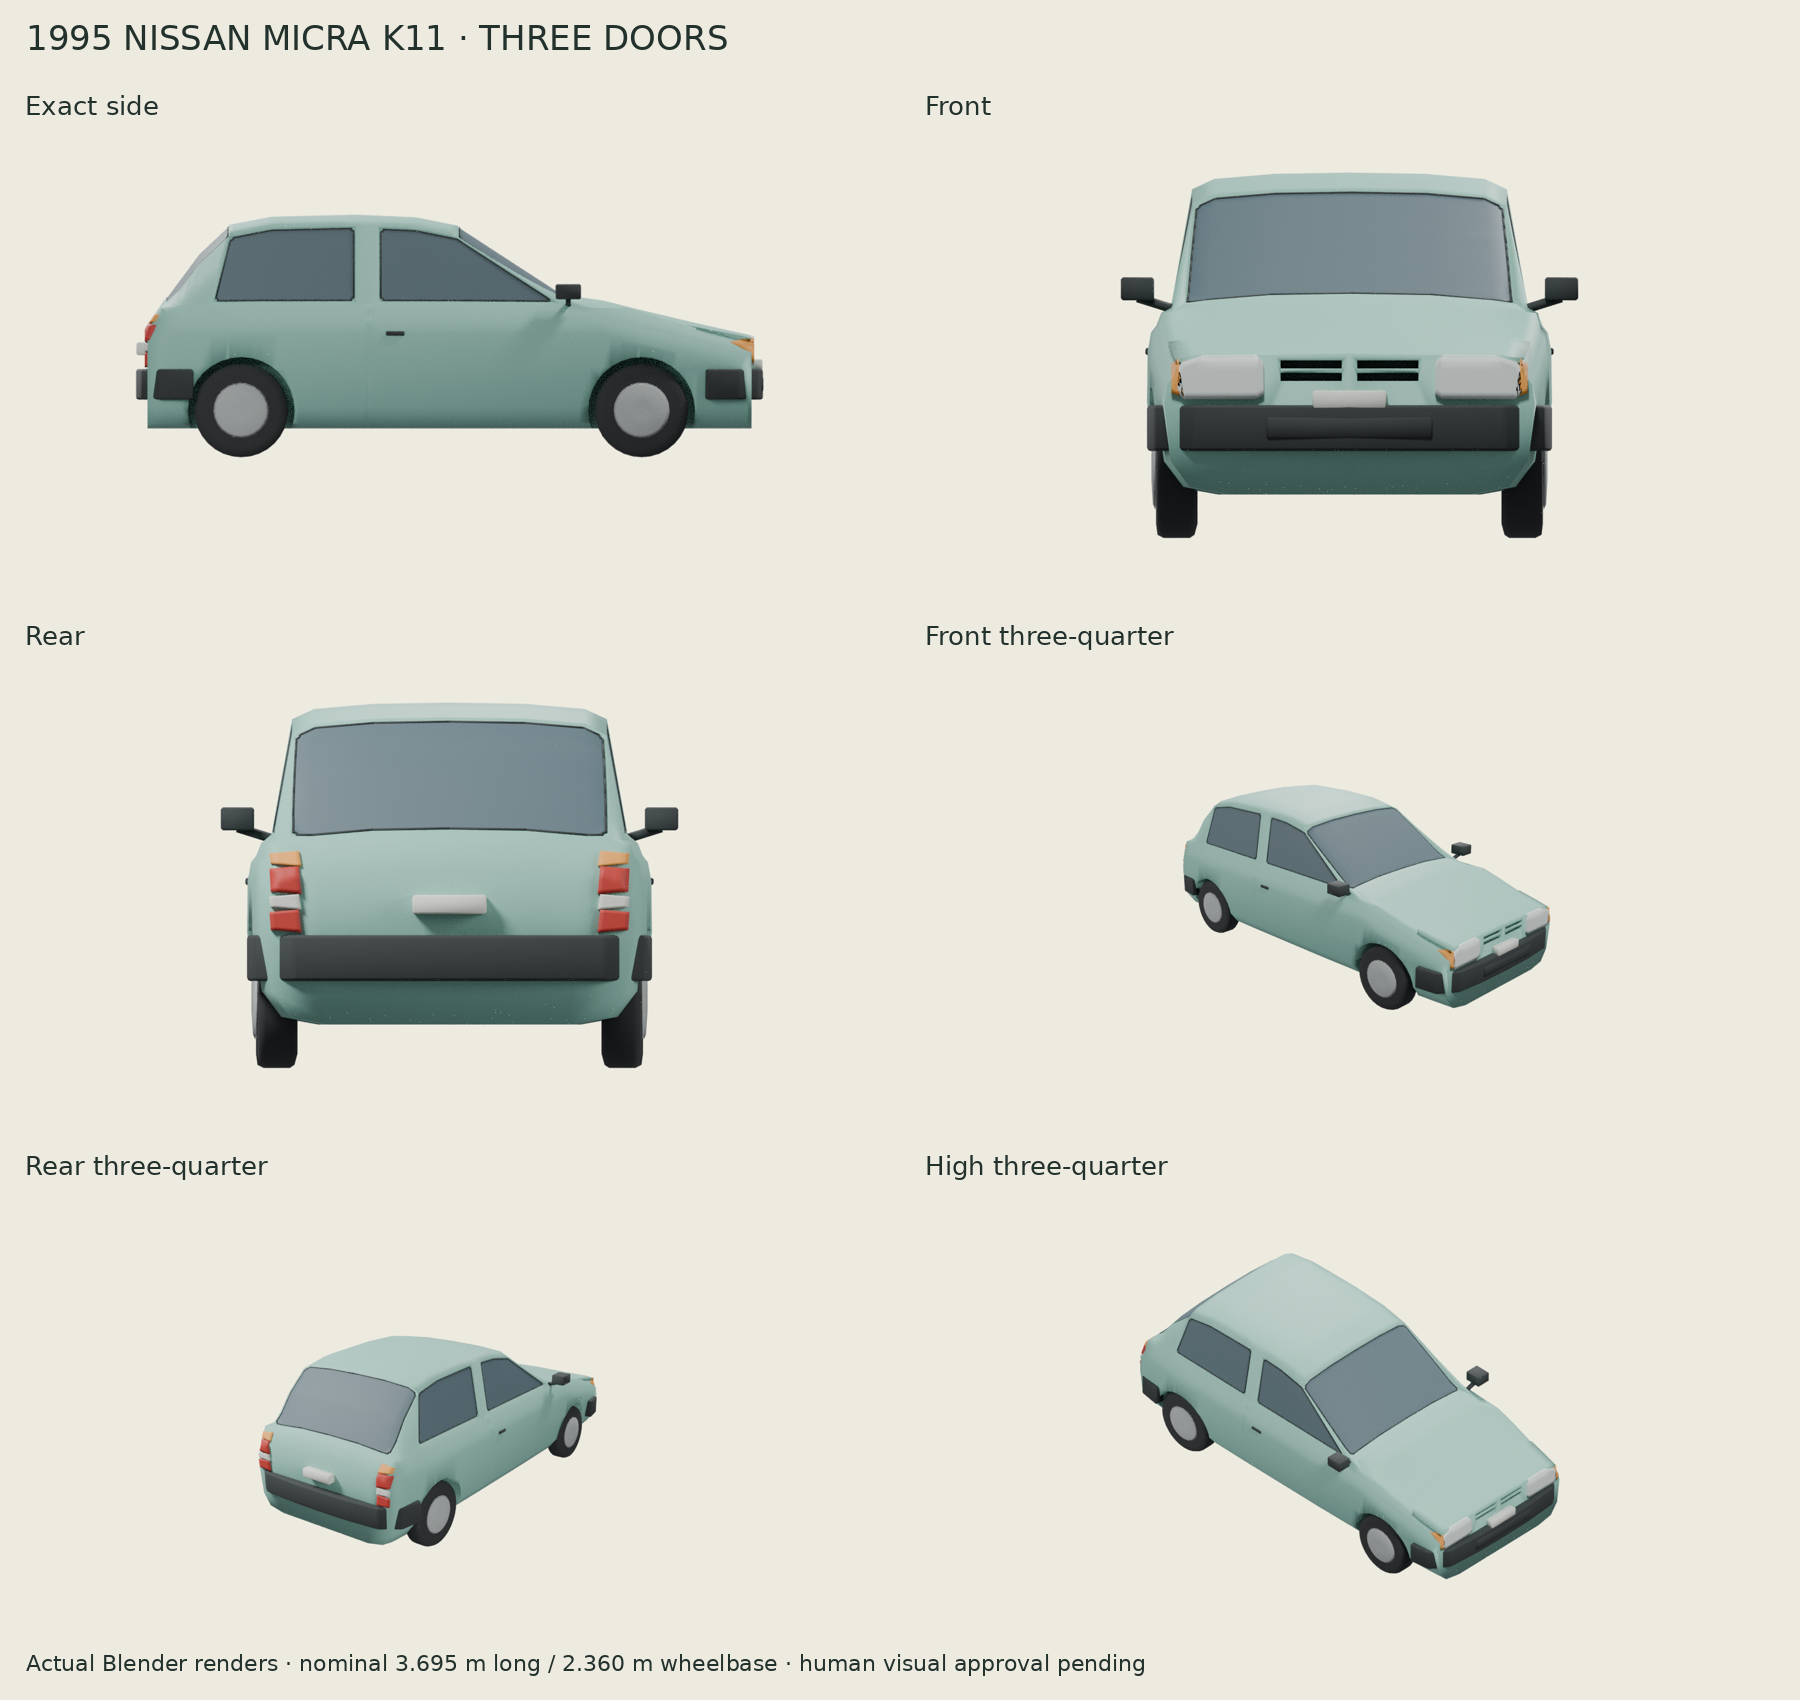 1995 NISSAN MICRA K11 · THREE DOORS
Exact side
Front
Rear
Front three-quarter
Rear three-quarter
High three-quarter
Actual Blender renders · nominal 3.695 m long / 2.360 m wheelbase · human visual approval pending